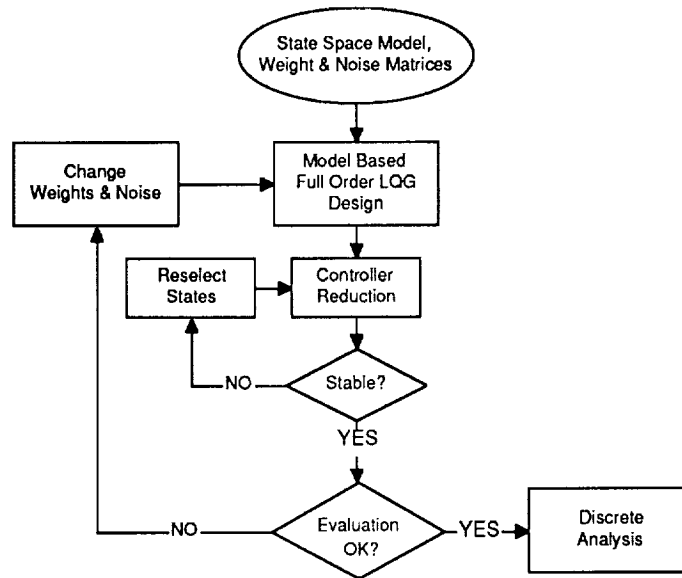 State Space Model,
Weight & Noise Matrices
Change
Weights & Noise
Model Based
Full Order LQG
Design
Reselect
States
Controller
Reduction
NO
Stable?
YES
NO
Evaluation
OK?
YES
Discrete
Analysis